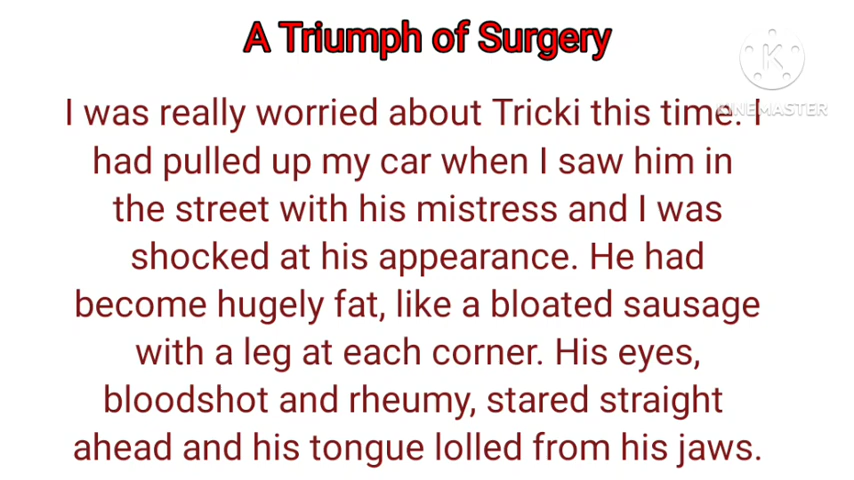 A Triumph of Surgery
I was really worried about Tricki this time. I
had pulled up my car when I saw him in
the street with his mistress and I was
shocked at his appearance. He had
become hugely fat, like a bloated sausage
with a leg at each corner. His eyes,
bloodshot and rheumy, stared straight
ahead and his tongue lolled from his jaws.
K
KINEMASTER